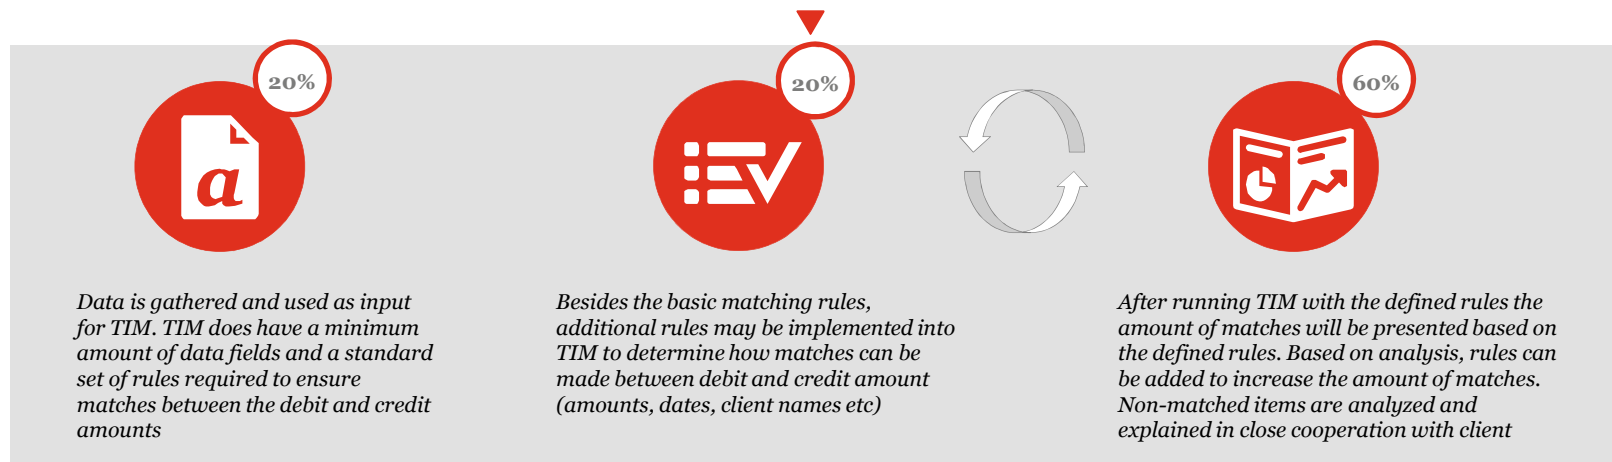 20%
20%
60%
a
Data is gathered and used as input
for TIM. TIM does have a minimum
amount of data fields and a standard
set of rules required to ensure
matches between the debit and credit
amounts
Besides the basic matching rules,
additional rules may be implemented into
TIM to determine how matches can be
made between debit and credit amount
(amounts, dates, client names etc)
After running TIM with the defined rules the
amount of matches will be presented based on
the defined rules. Based on analysis, rules can
be added to increase the amount of matches.
Non-matched items are analyzed and
explained in close cooperation with client